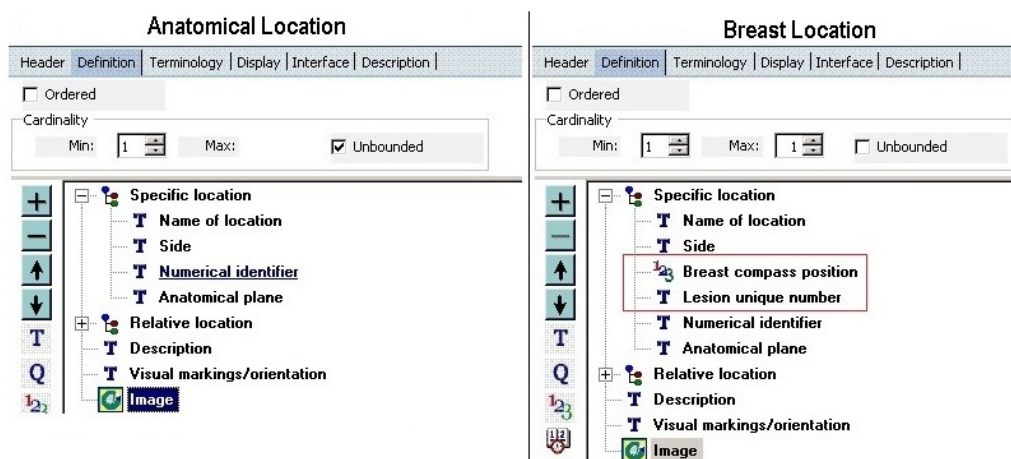 Anatomical Location
Header Definition Terminology | Display | Interface | Description |
Ordered
Cardinality
Min: 1 Max: Unbounded
Specific location
T Name of location
T Side
T Numerical identifier
T Anatomical plane
Relative location
T Description
T Visual markings/orientation
Image
T
Q
123
Breast Location
Header Definition Terminology | Display | Interface | Description |
Ordered
Cardinality
Min: 1 Max: 1 Unbounded
Specific location
T Name of location
T Side
123 Breast compass position
T Lesion unique number
T Numerical identifier
T Anatomical plane
Relative location
T Description
T Visual markings/orientation
Image
T
Q
123